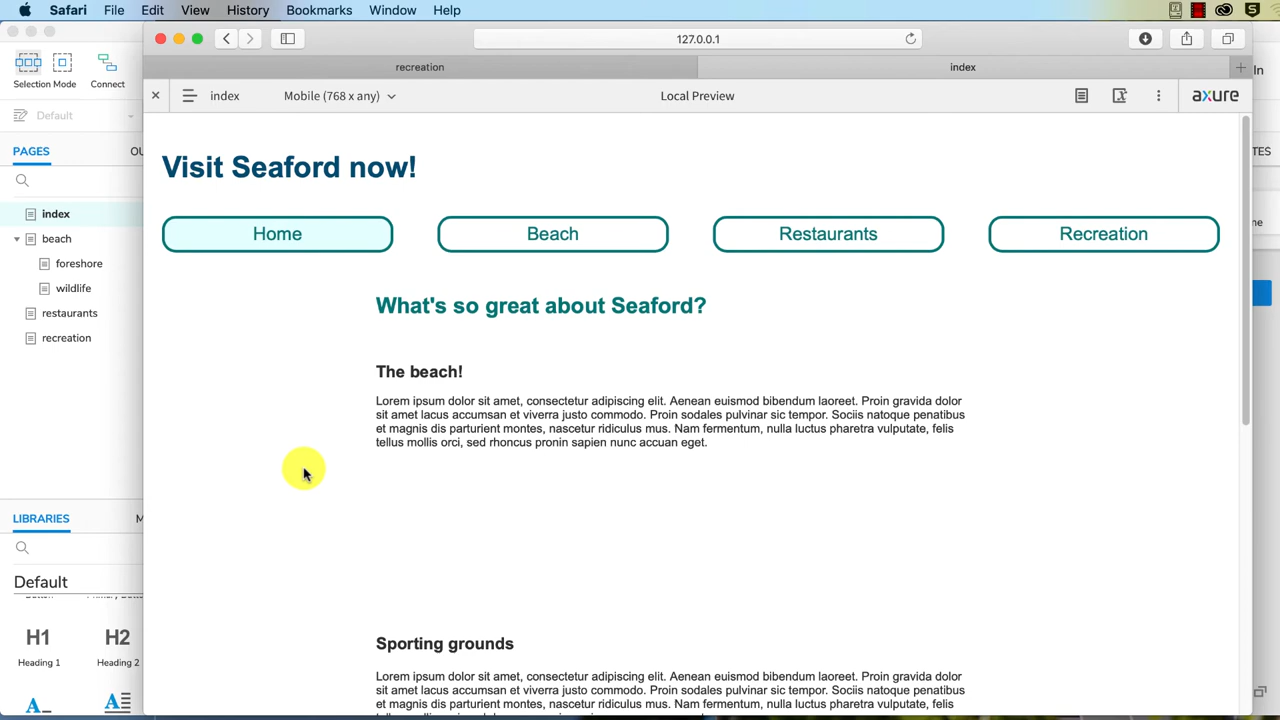 Safari File Edit View History Bookmarks Window Help
127.0.0.1
recreation index
Selection Mode Connect
In
index Mobile (768 x any) Local Preview axure
Default
PAGES OU
TES
Visit Seaford now!
index
beach
foreshore
wildlife
restaurants
recreation
Home Beach Restaurants Recreation
me
What's so great about Seaford?
The beach!
Lorem ipsum dolor sit amet, consectetur adipiscing elit. Aenean euismod bibendum laoreet. Proin gravida dolor
sit amet lacus accumsan et viverra justo commodo. Proin sodales pulvinar sic tempor. Sociis natoque penatibus
et magnis dis parturient montes, nascetur ridiculus mus. Nam fermentum, nulla luctus pharetra vulputate, felis
tellus mollis orci, sed rhoncus pronin sapien nunc accuan eget.
LIBRARIES M
Default
H1 H2
Heading 1 Heading 2
Sporting grounds
Lorem ipsum dolor sit amet, consectetur adipiscing elit. Aenean euismod bibendum laoreet. Proin gravida dolor
sit amet lacus accumsan et viverra justo commodo. Proin sodales pulvinar sic tempor. Sociis natoque penatibus
et magnis dis parturient montes, nascetur ridiculus mus. Nam fermentum, nulla luctus pharetra vulputate, felis